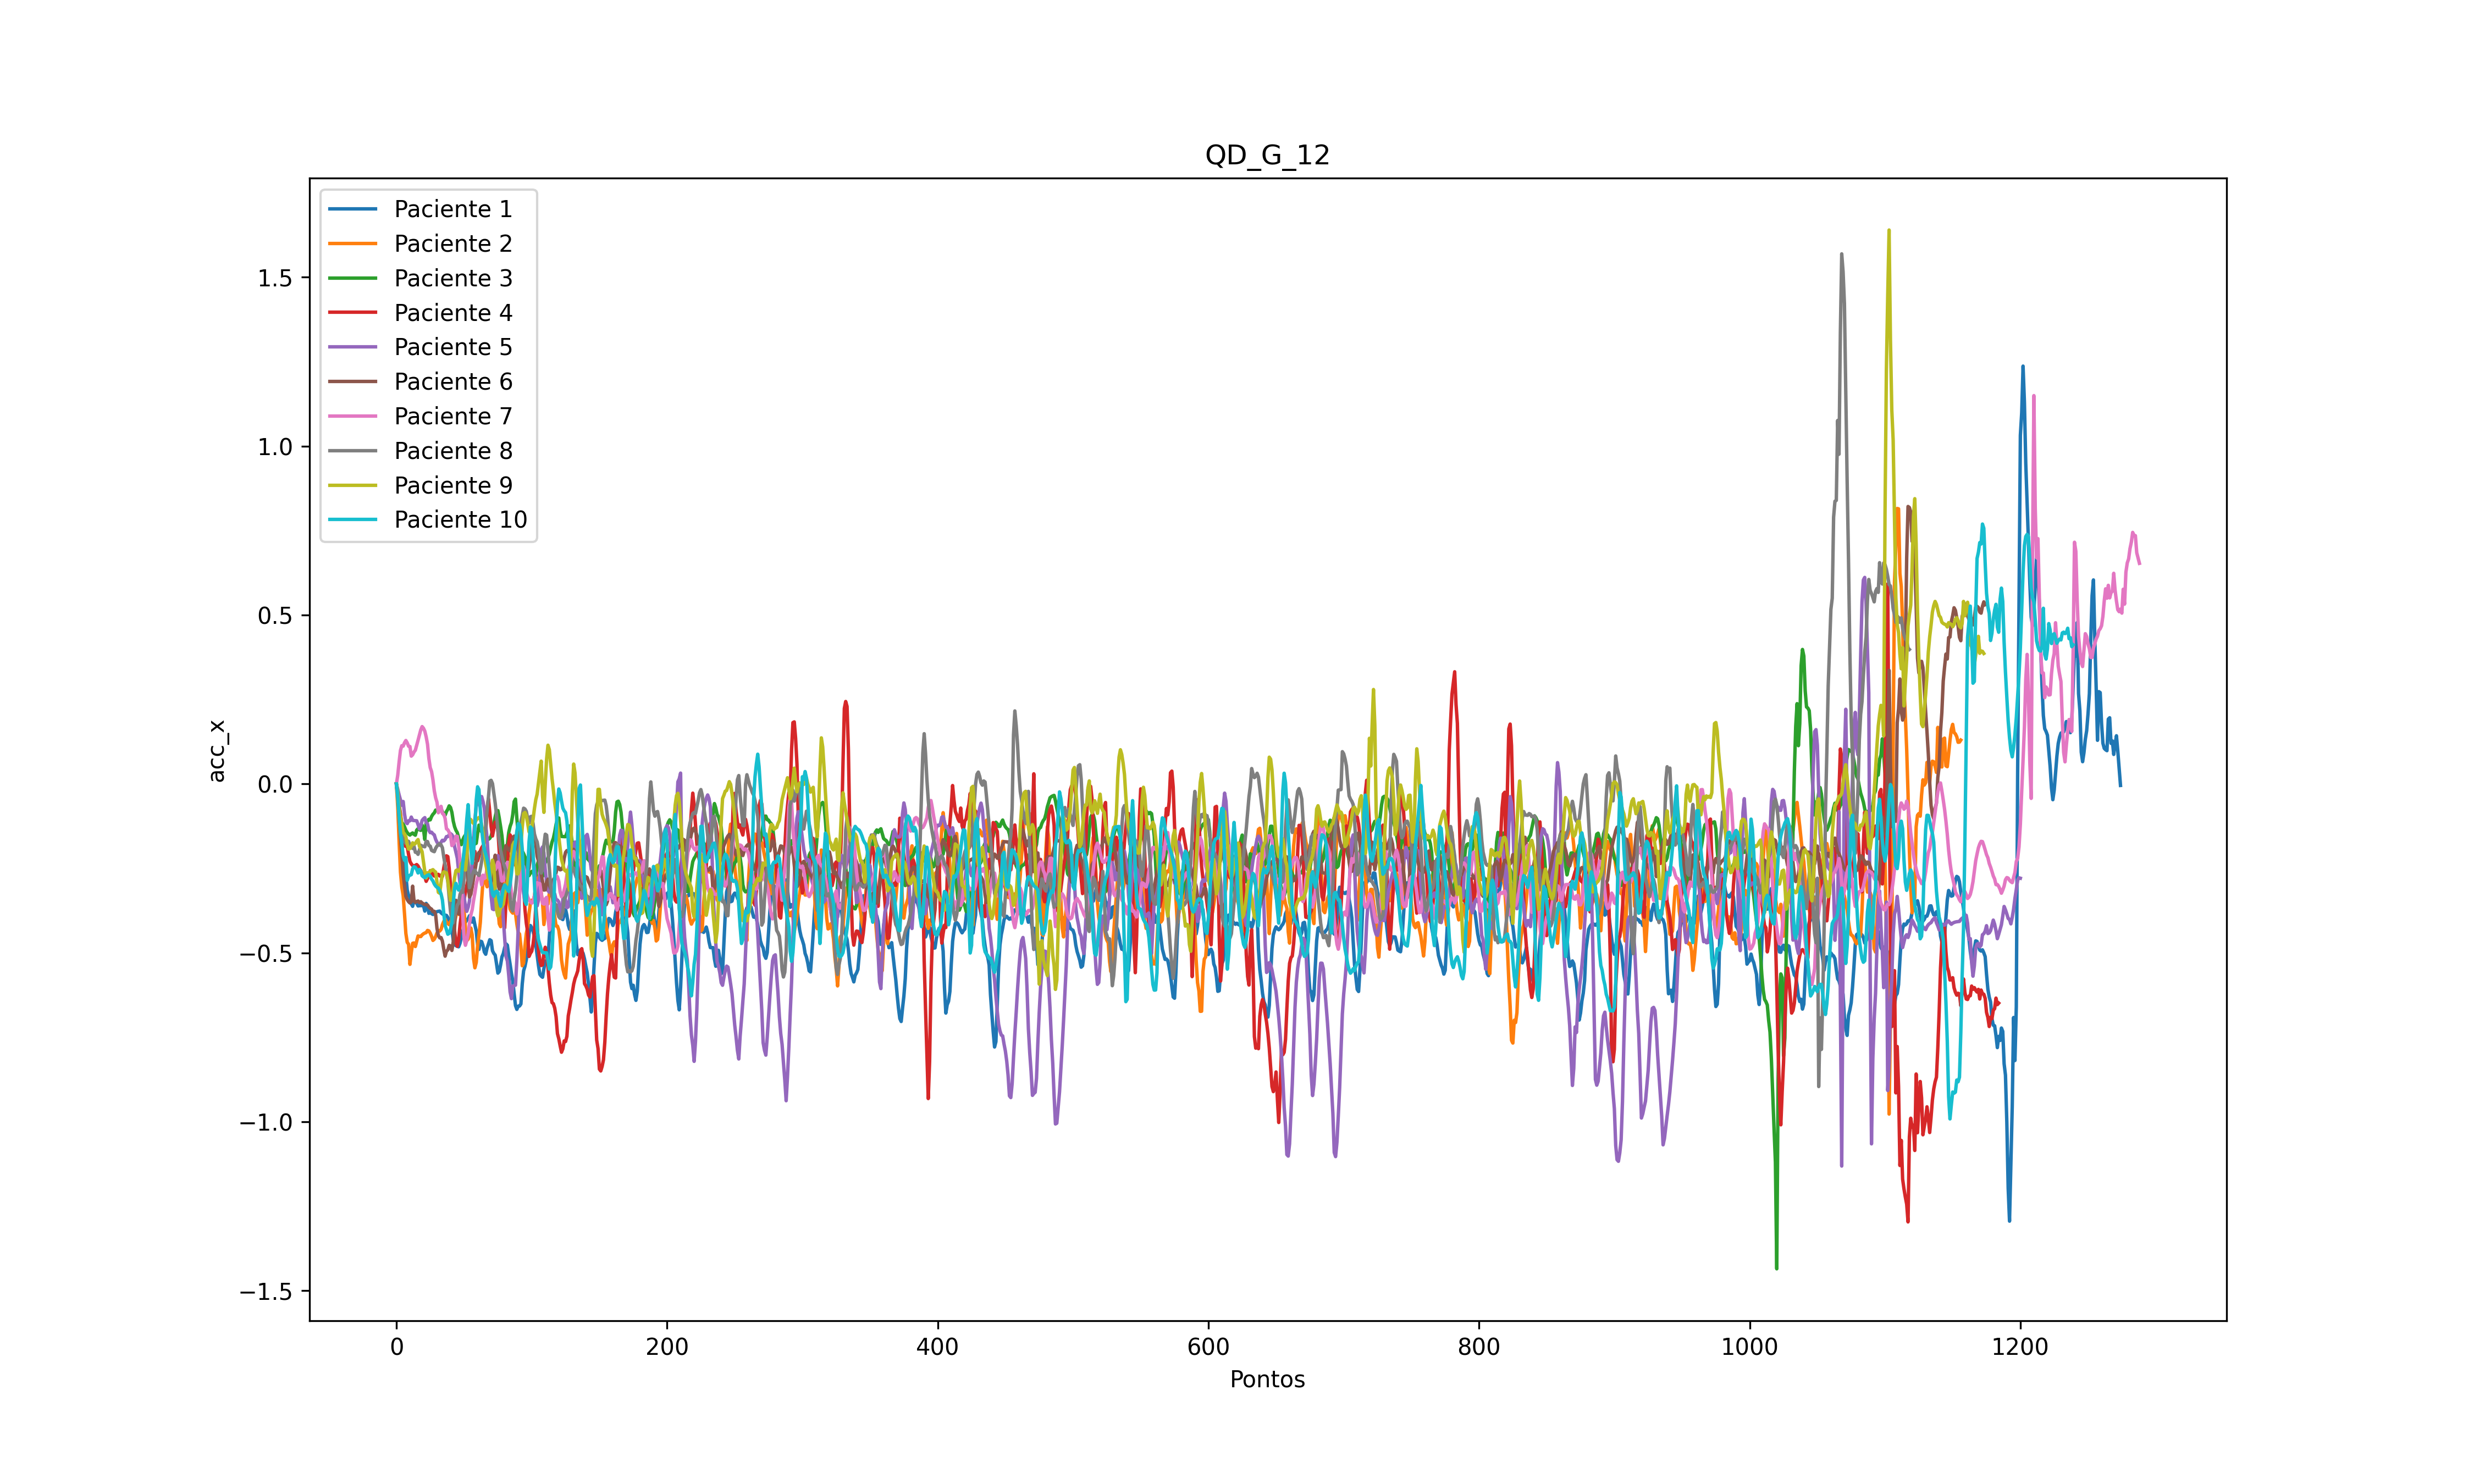 QD_G_12
Paciente 1
Paciente 2
Paciente 3
Paciente 4
Paciente 5
Paciente 6
Paciente 7
Paciente 8
Paciente 9
Paciente 10
1.5
1.0
0.5
0.0
−0.5
−1.0
−1.5
acc_x
0 200 400 600 800 1000 1200
Pontos